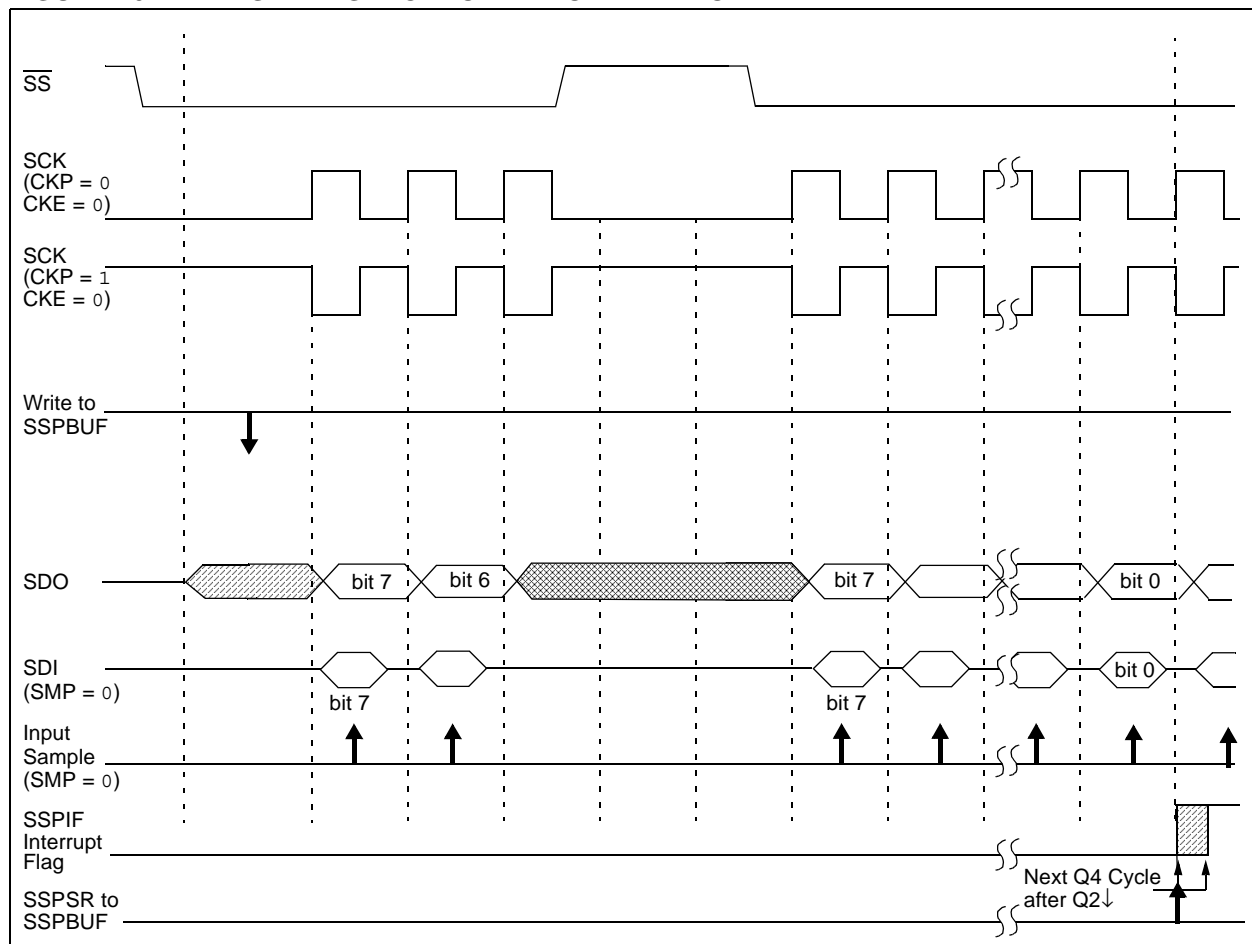 SS
SCK
(CKP = 0
CKE = 0)
SCK
(CKP = 1
CKE = 0)
Write to
SSPBUF
SDO
bit 7
bit 6
bit 7
bit 0
SDI
(SMP = 0)
bit 7
bit 7
bit 0
Input
Sample
(SMP = 0)
SSPIF
Interrupt
Flag
Next Q4 Cycle
after Q2↓
SSPSR to
SSPBUF